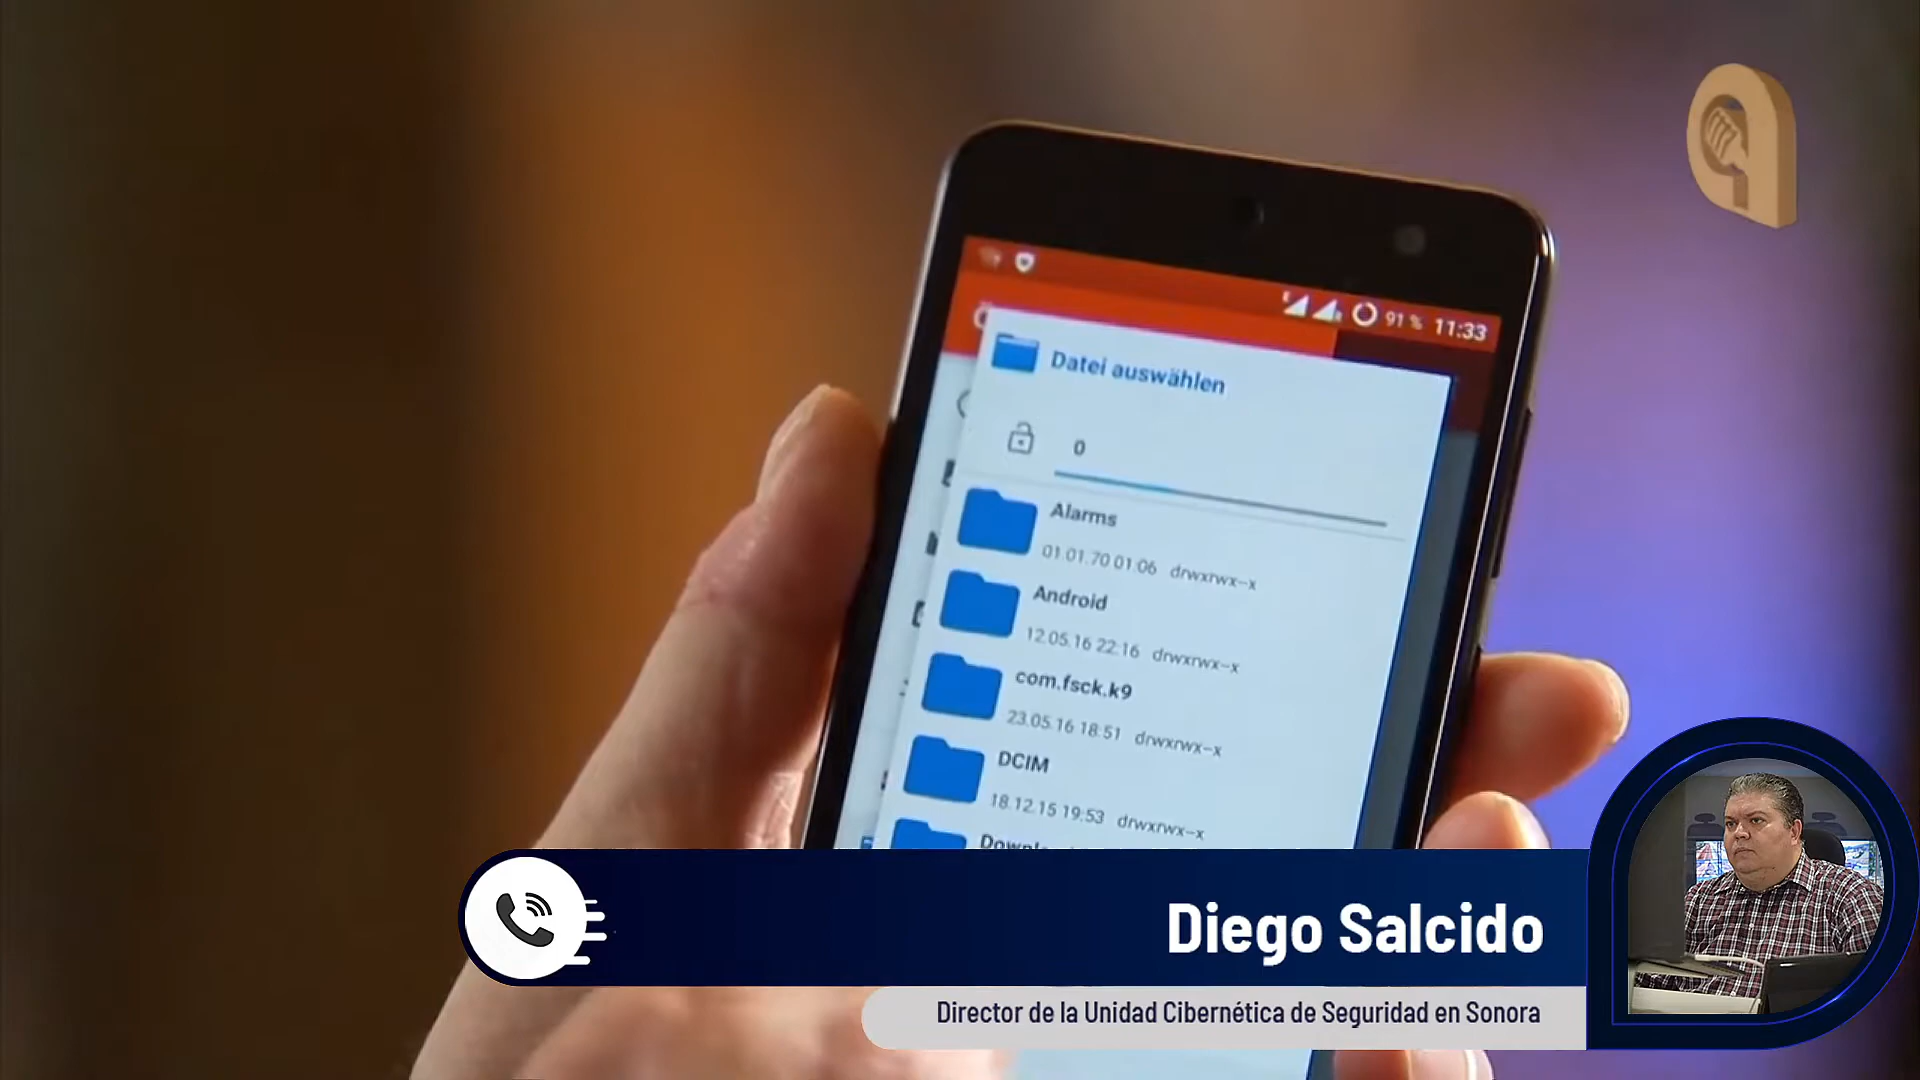 91 % 11:33
Datei auswählen
0
Alarms
01.01.70 01:06 drwxrwx--x
Android
12.05.16 22:16 drwxrwx--x
com.fsck.k9
23.05.16 18:51 drwxrwx--x
DCIM
18.12.15 19:53 drwxrwx--x
Diego Salcido
Director de la Unidad Cibernética de Seguridad en Sonora